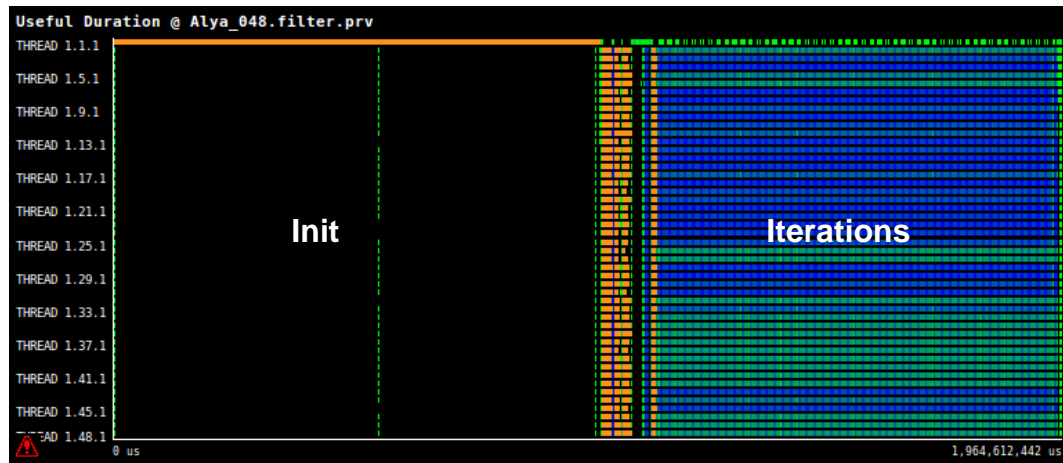 Useful Duration @ Alya_048.filter.prv
THREAD 1.1.1
THREAD 1.5.1
THREAD 1.9.1
THREAD 1.13.1
THREAD 1.17.1
THREAD 1.21.1
Init
Iterations
THREAD 1.25.1
THREAD 1.29.1
THREAD 1.33.1
THREAD 1.37.1
THREAD 1.41.1
THREAD 1.45.1
THREAD 1.48.1
0 us
1,964,612,442 us